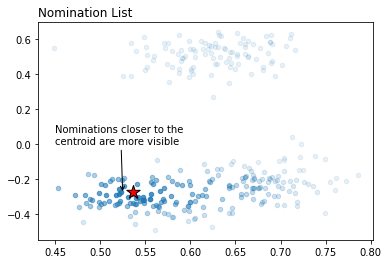 Nomination List
0.6
0.4
0.2
0.0
−0.2
−0.4
Nominations closer to the
centroid are more visible
0.45 0.50 0.55 0.60 0.65 0.70 0.75 0.80